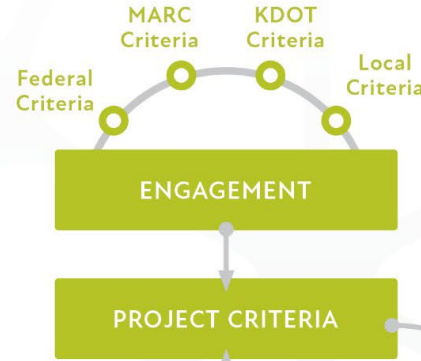 MARC
Criteria
KDOT
Criteria
Federal
Criteria
Local
Criteria
ENGAGEMENT
PROJECT CRITERIA